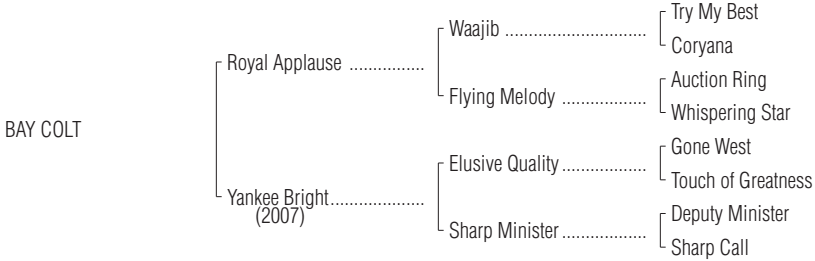 Try My Best
Waajib ..............................
Coryana
Royal Applause ................
Auction Ring
Flying Melody ..................
Whispering Star
BAY COLT
Gone West
Elusive Quality ..................
Touch of Greatness
Yankee Bright....................
(2007)
Deputy Minister
Sharp Minister ..................
Sharp Call